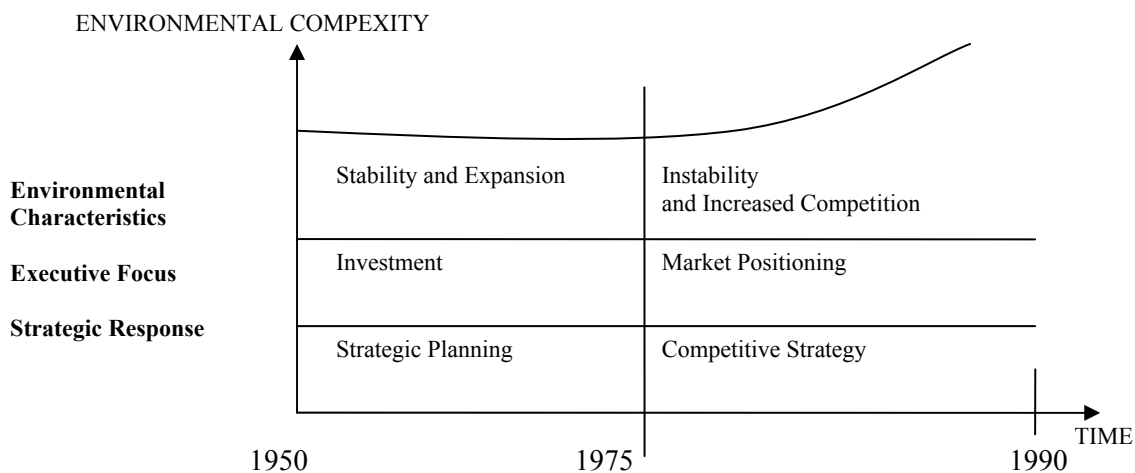 ENVIRONMENTAL COMPEXITY
Stability and Expansion
Instability
and Increased Competition
Environmental
Characteristics
Executive Focus
Investment
Market Positioning
Strategic Response
Strategic Planning
Competitive Strategy
TIME
1950
1975
1990